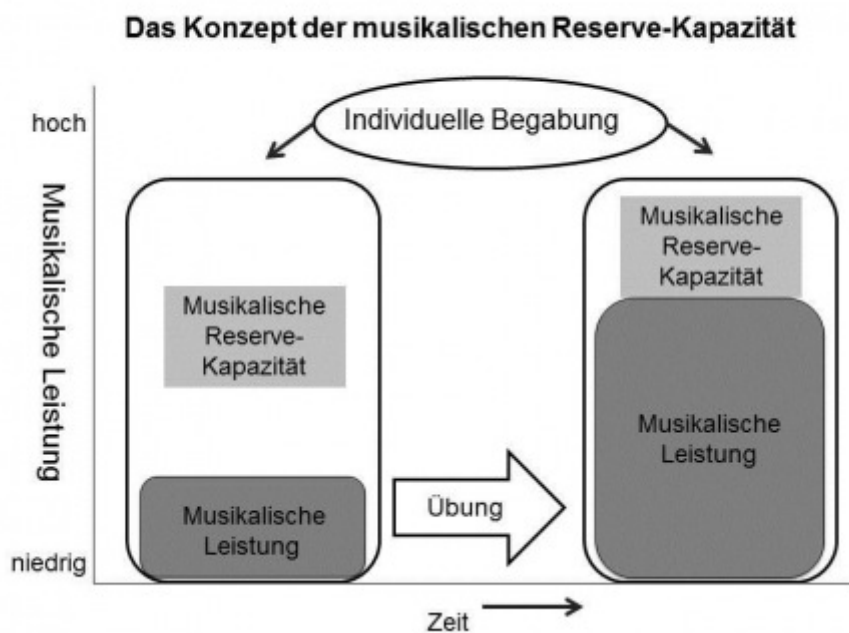 Das Konzept der musikalischen Reserve-Kapazität
hoch
Individuelle Begabung
Musikalische Leistung
Musikalische
Reserve-
Kapazität
Musikalische
Reserve-
Kapazität
Musikalische
Leistung
Übung
Musikalische
Leistung
niedrig
Zeit